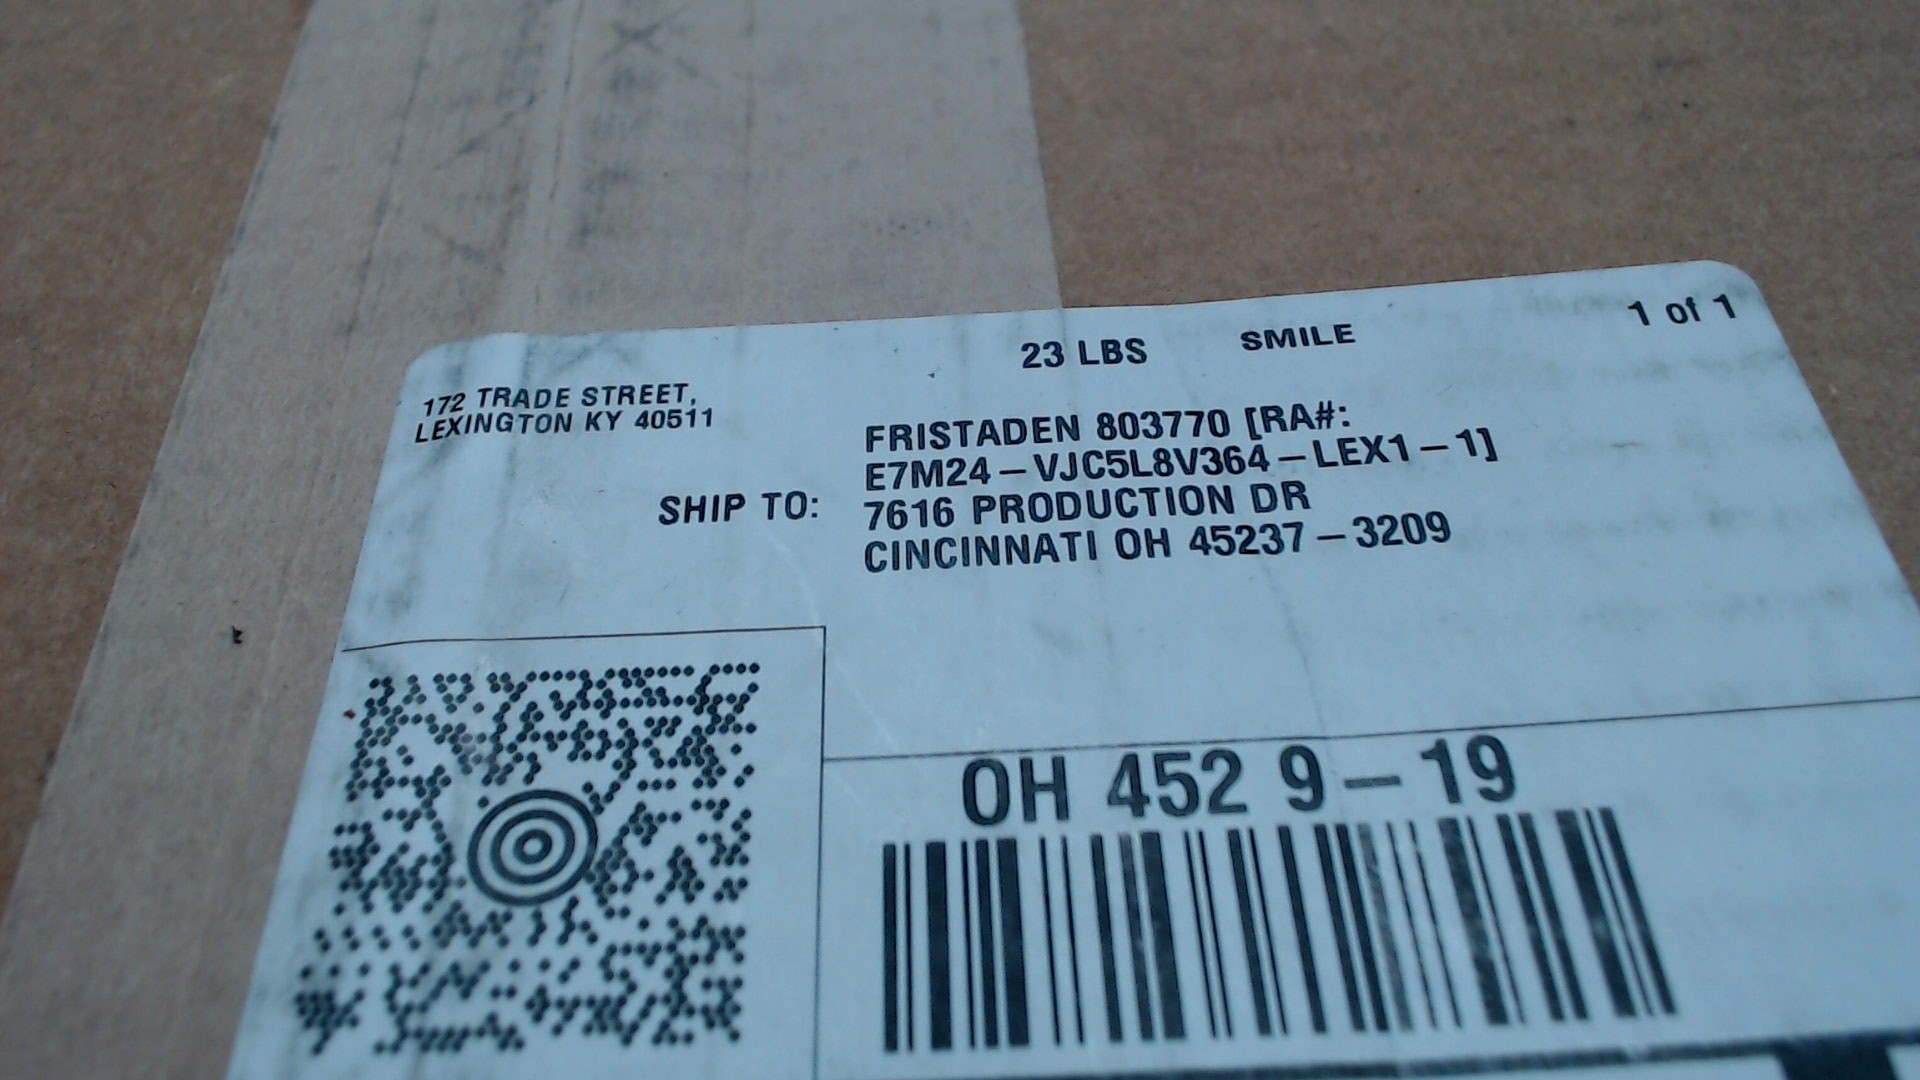 23 LBS SMILE 1 of 1
172 TRADE STREET,
LEXINGTON KY 40511
SHIP TO:
FRISTADEN 803770 [RA#:
E7M24-VJC5L8V364-LEX1-1]
7616 PRODUCTION DR
CINCINNATI OH 45237-3209
OH 452 9-19